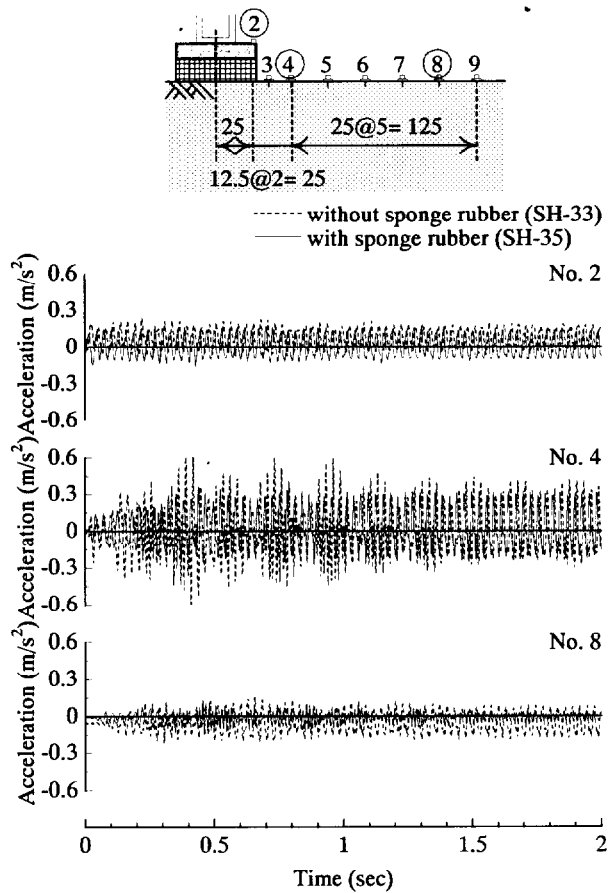 2
3 4 5 6 7 8 9
25 25@5= 125
12.5@2= 25
without sponge rubber (SH-33)
with sponge rubber (SH-35)
0.6 No. 2
0.3
0
-0.3
-0.6
Acceleration (m/s²)
0.6 No. 4
0.3
0
-0.3
-0.6
Acceleration (m/s²)
0.6 No. 8
0.3
0
-0.3
-0.6
Acceleration (m/s²)
0 0.5 1 1.5 2
Time (sec)